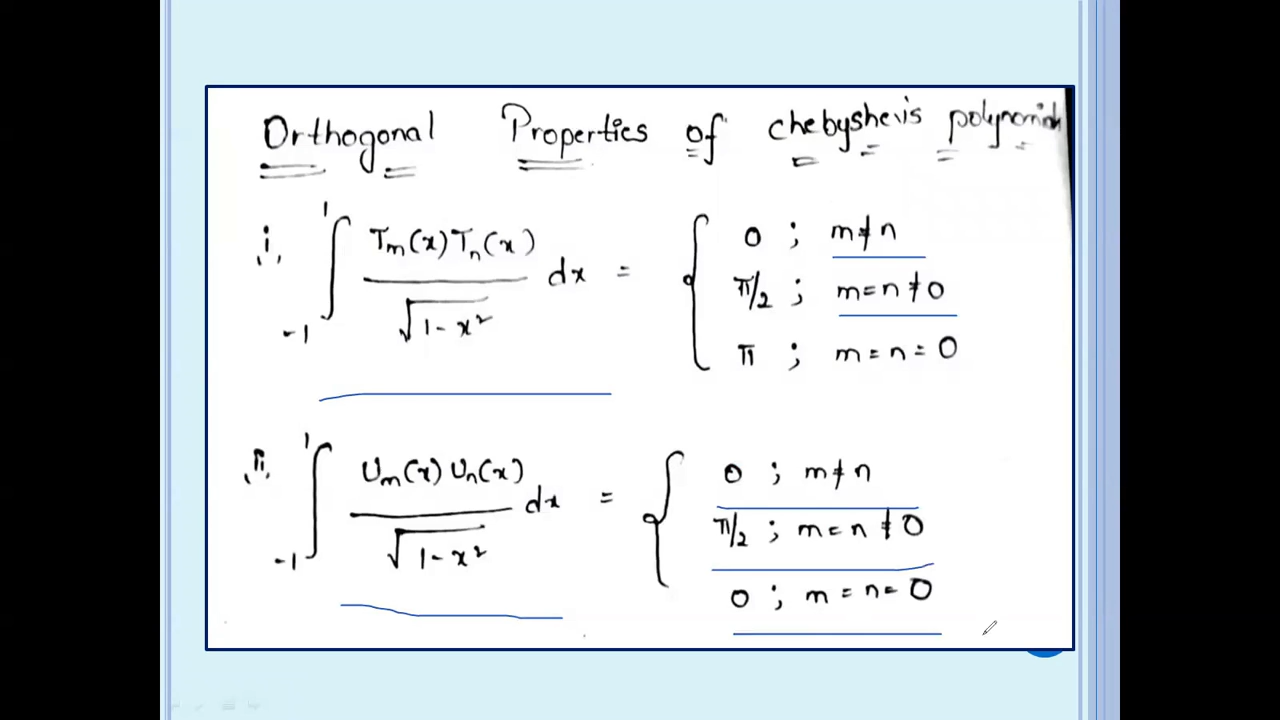 Orthogonal Properties of chebyshev's polynomials
i, ∫₋₁¹ Tm(x)Tn(x) / √(1-x²) dx = { 0 ; m≠n
π/2 ; m=n≠0
π ; m=n=0
ii, ∫₋₁¹ Um(x)Un(x) / √(1-x²) dx = { 0 ; m≠n
π/2 ; m=n≠0
0 ; m=n=0